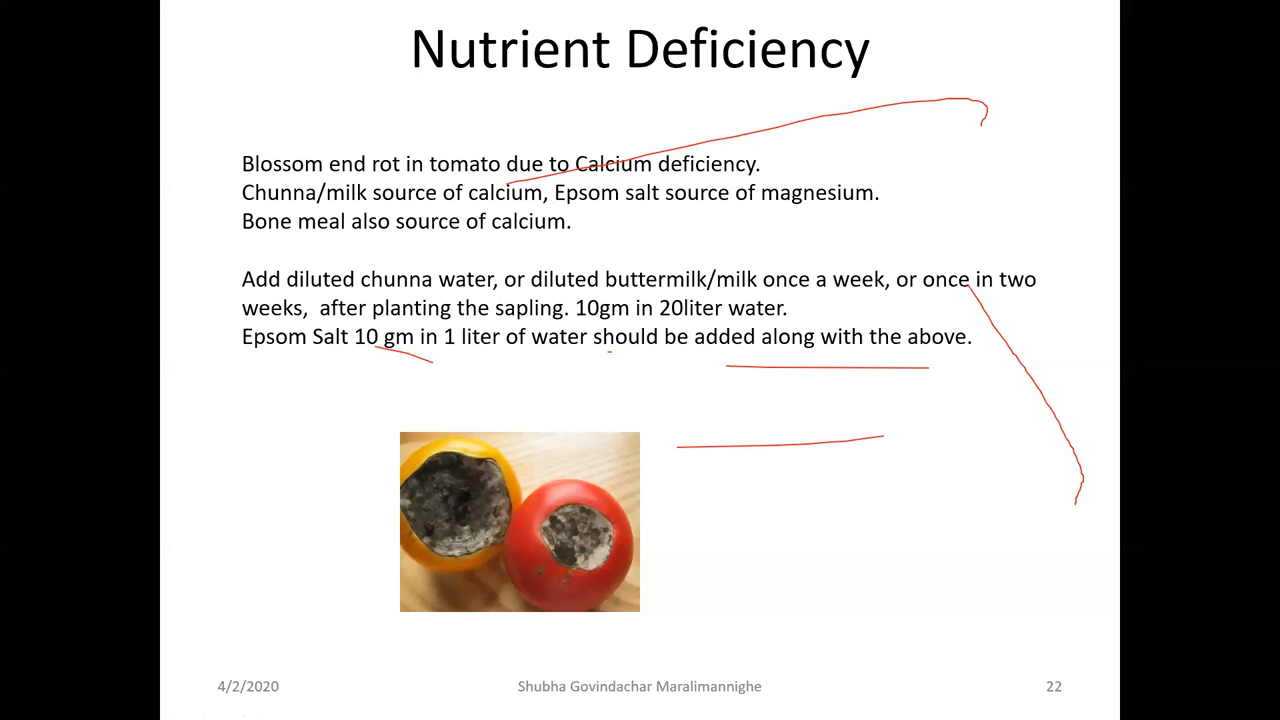 Nutrient Deficiency
Blossom end rot in tomato due to Calcium deficiency.
Chunna/milk source of calcium, Epsom salt source of magnesium.
Bone meal also source of calcium.
Add diluted chunna water, or diluted buttermilk/milk once a week, or once in two
weeks,  after planting the sapling. 10gm in 20liter water.
Epsom Salt 10 gm in 1 liter of water should be added along with the above.
4/2/2020
Shubha Govindachar Maralimannighe
22